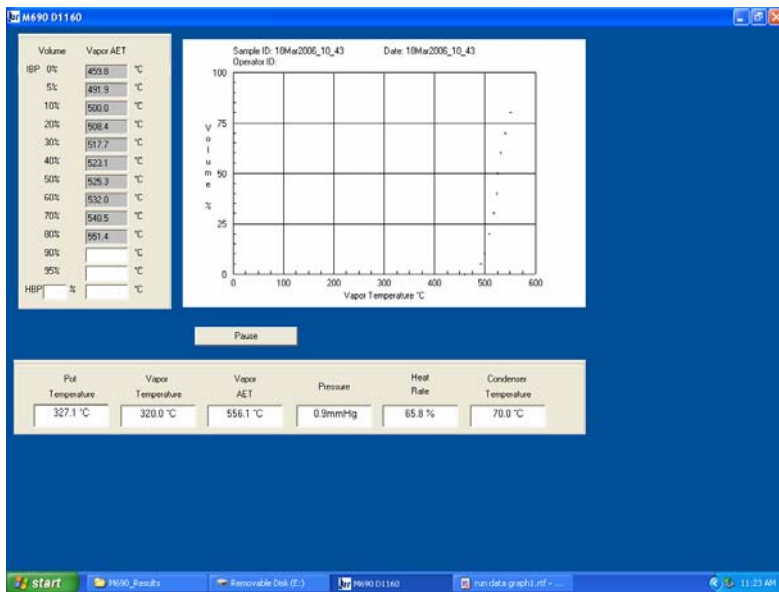 M690 D1160
Volume Vapor AET
IBP 0% 459.8 °C
5% 491.9 °C
10% 500.0 °C
20% 508.4 °C
30% 517.7 °C
40% 523.1 °C
50% 525.3 °C
60% 532.0 °C
70% 540.5 °C
80% 551.4 °C
90% °C
95% °C
HBP % °C
Sample ID: 18Mar2006_10_43 Date: 18Mar2006_10_43
Operator ID:
100
75
50
25
0
Volume %
0 100 200 300 400 500 600
Vapor Temperature °C
Pause
Pot Temperature
Vapor Temperature
Vapor AET
Pressure
Heat Rate
Condenser Temperature
327.1 °C 320.0 °C 556.1 °C 0.9mmHg 65.8 % 70.0 °C
start M690_Results Removable Disk (E:) M690 D1160 run data graph1.rtf - ... 11:23 AM